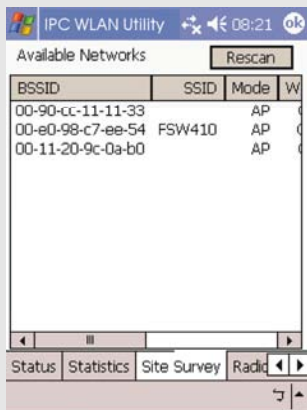 IPC WLAN Utility 08:21 ok
Available Networks Rescan
BSSID SSID Mode W
00-90-cc-11-11-33 AP
00-e0-98-c7-ee-54 FSW410 AP
00-11-20-9c-0a-b0 AP
Status Statistics Site Survey Radio